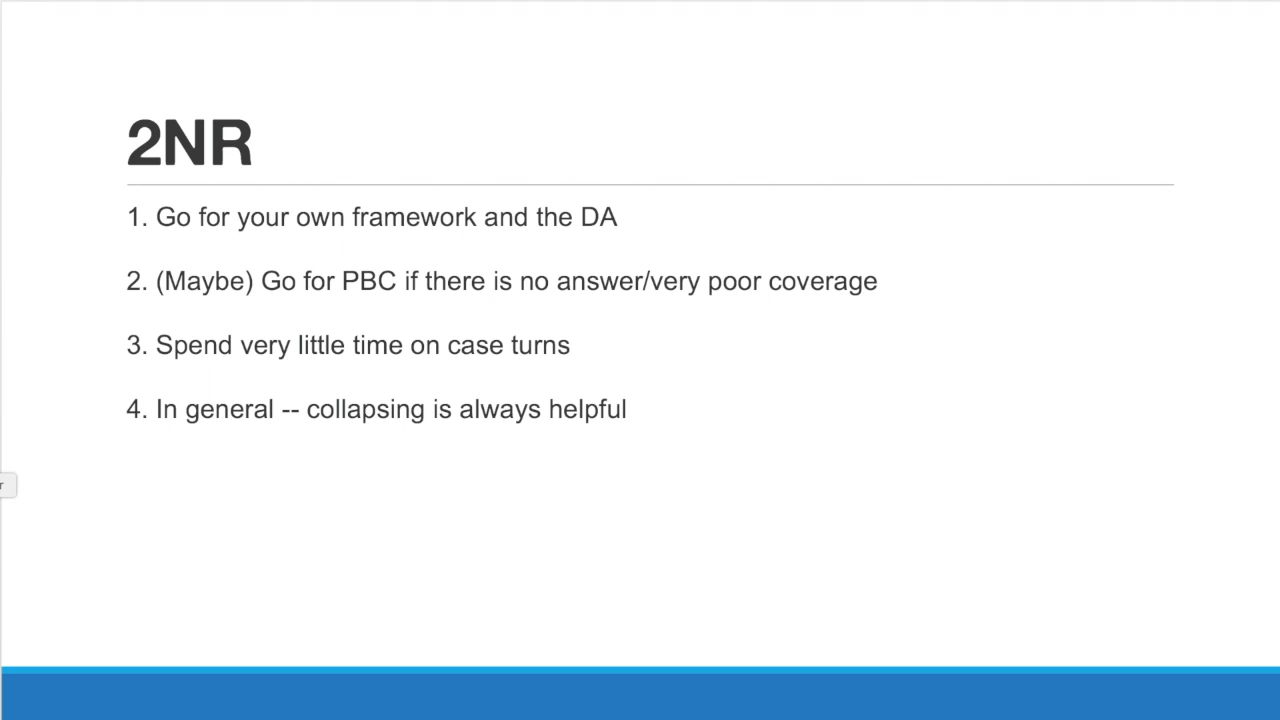 2NR
1. Go for your own framework and the DA
2. (Maybe) Go for PBC if there is no answer/very poor coverage
3. Spend very little time on case turns
4. In general -- collapsing is always helpful
r